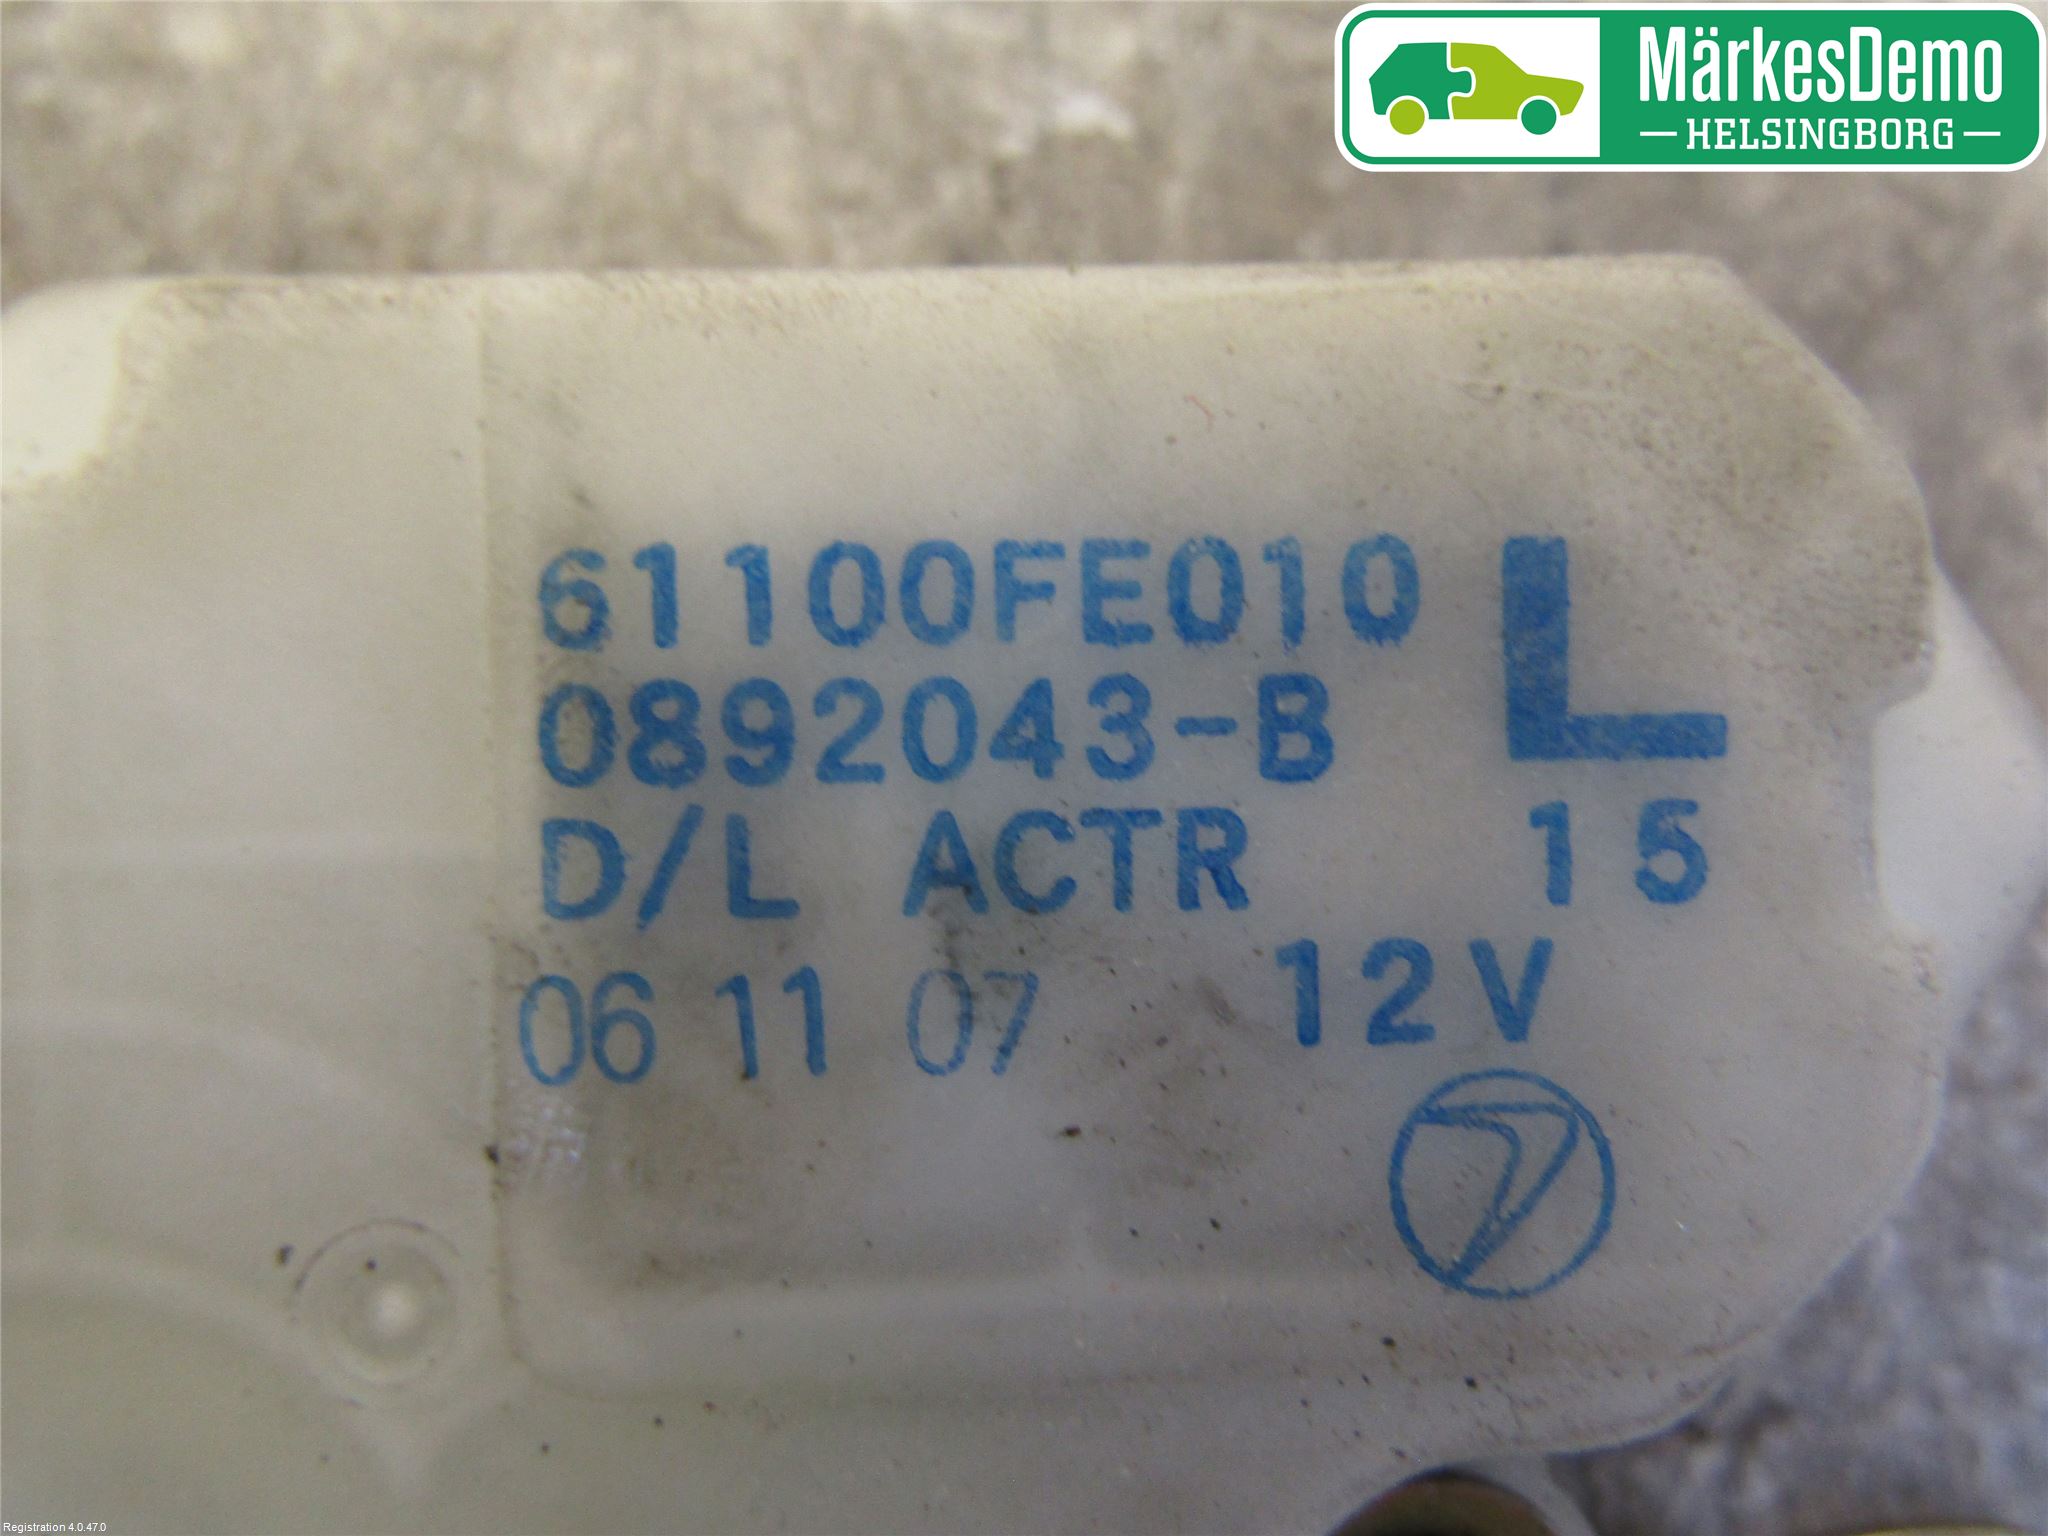 MärkesDemo
HELSINGBORG
61100FE010 L
0892043-B
D/L ACTR 15
06 11 07 12V
Registration 4.0.47.0